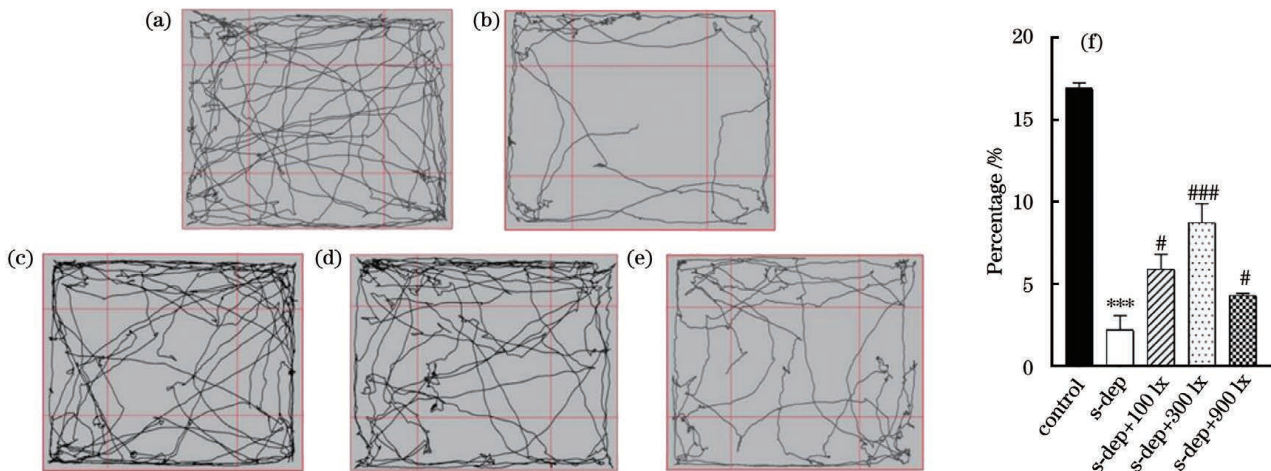 (a)
(b)
(c)
(d)
(e)
(f)
Percentage /%
20
15
10
5
0
***
#
###
#
control
s-dep
s-dep+100 lx
s-dep+300 lx
s-dep+900 lx